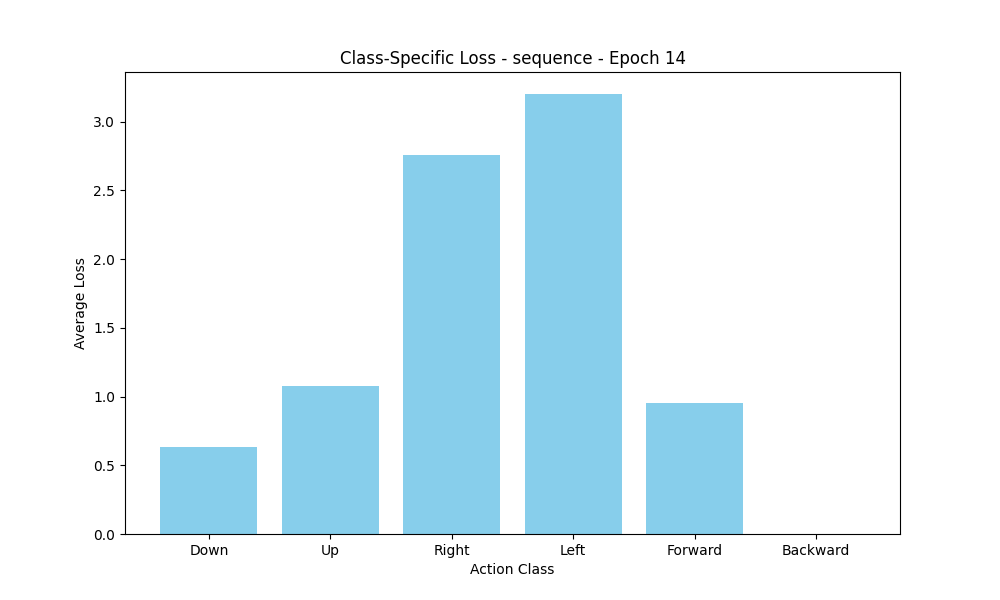 Class-Specific Loss - sequence - Epoch 14
Average Loss
3.0
2.5
2.0
1.5
1.0
0.5
0.0
Down Up Right Left Forward Backward
Action Class